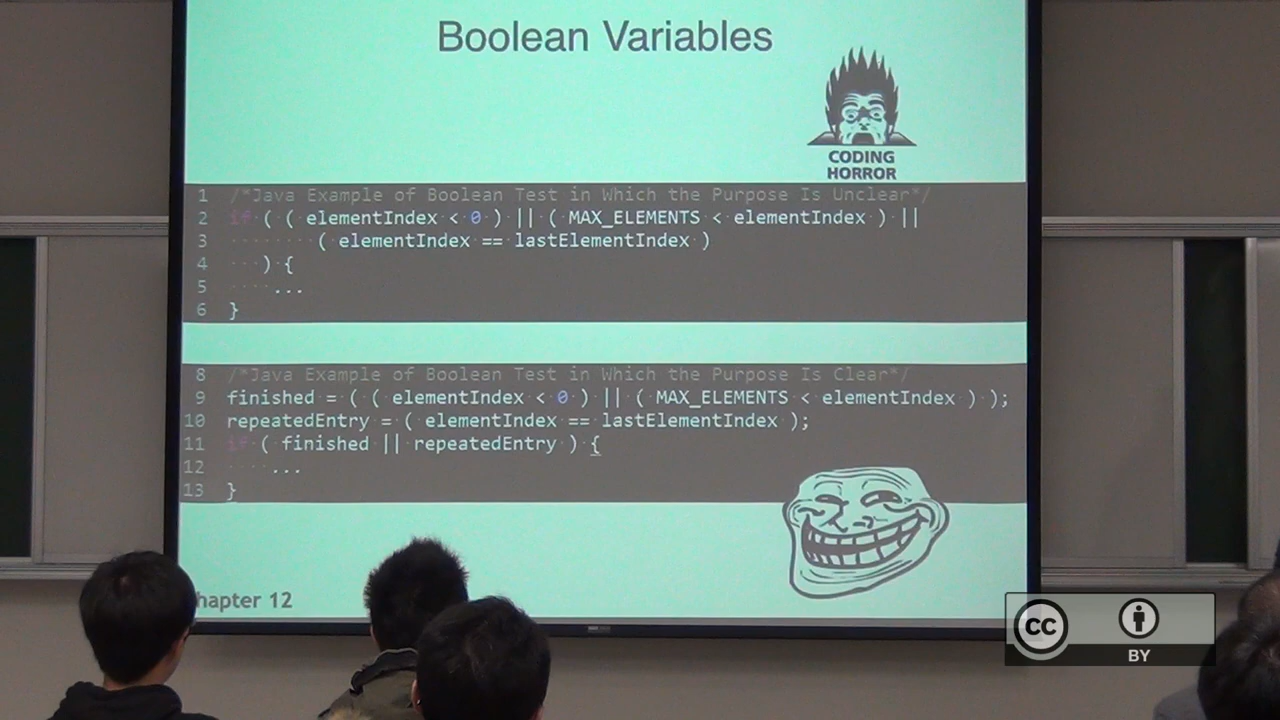 Boolean Variables
CODING
HORROR
1 /*Java Example of Boolean Test in Which the Purpose Is Unclear*/
2 if ( ( elementIndex < 0 ) || ( MAX_ELEMENTS < elementIndex ) ||
3 ( elementIndex == lastElementIndex )
4 ) {
5 ...
6 }
8 /*Java Example of Boolean Test in Which the Purpose Is Clear*/
9 finished = ( ( elementIndex < 0 ) || ( MAX_ELEMENTS < elementIndex ) );
10 repeatedEntry = ( elementIndex == lastElementIndex );
11 if ( finished || repeatedEntry ) {
12 ...
13 }
hapter 12
CC
BY